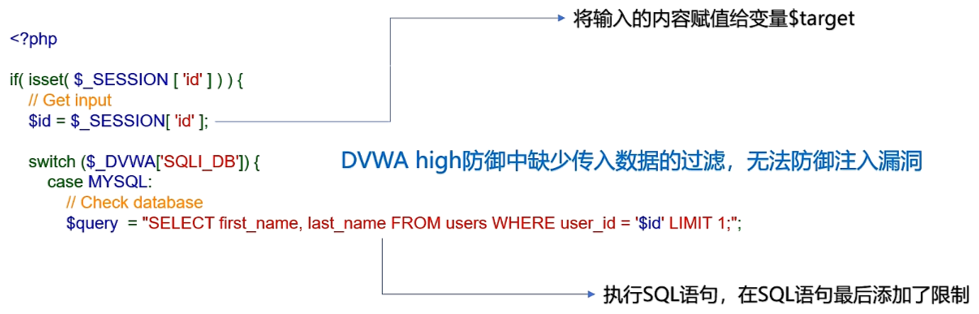 将输入的内容赋值给变量$target
<?php
if( isset( $_SESSION [ 'id' ] ) ) {
// Get input
$id = $_SESSION[ 'id' ];
switch ($_DVWA['SQLI_DB']) {
DVWA high防御中缺少传入数据的过滤，无法防御注入漏洞
case MYSQL:
// Check database
$query = "SELECT first_name, last_name FROM users WHERE user_id = '$id' LIMIT 1;";
执行SQL语句，在SQL语句最后添加了限制